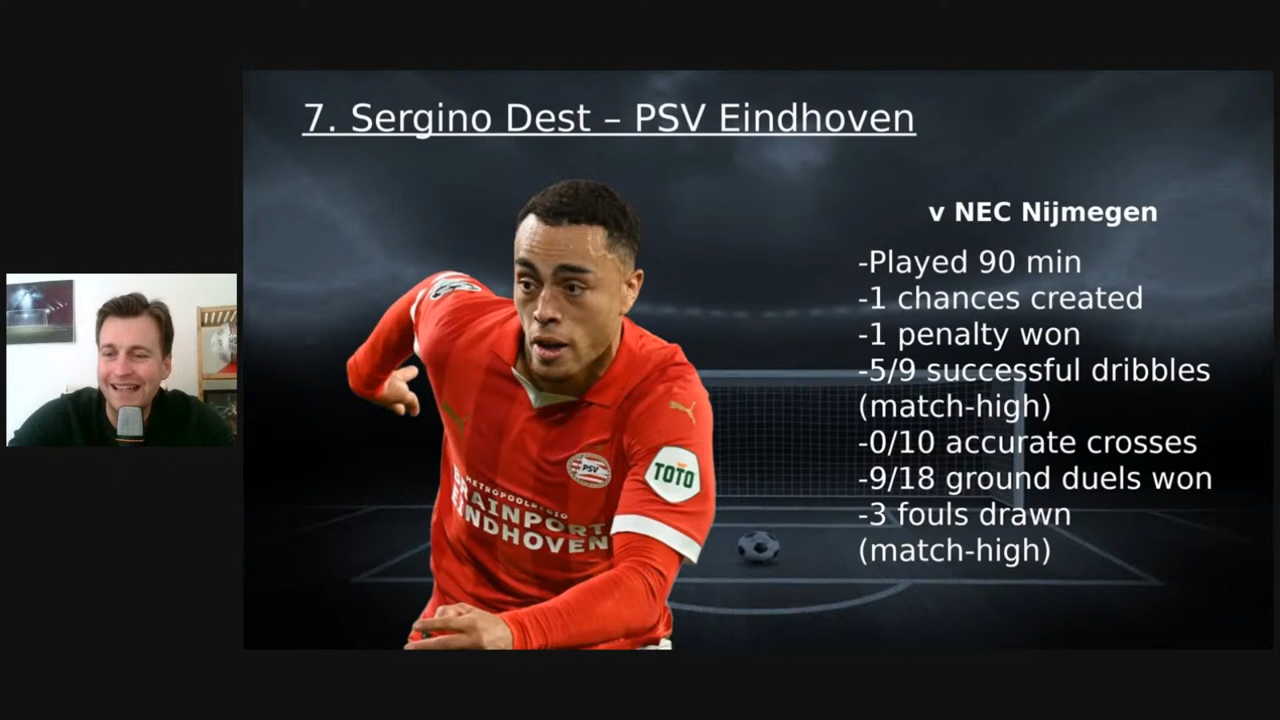 7. Sergino Dest – PSV Eindhoven
v NEC Nijmegen
-Played 90 min
-1 chances created
-1 penalty won
-5/9 successful dribbles
(match-high)
-0/10 accurate crosses
-9/18 ground duels won
-3 fouls drawn
(match-high)
PSV
TOTO
METROPOOLREGIO
BRAINPORT
EINDHOVEN